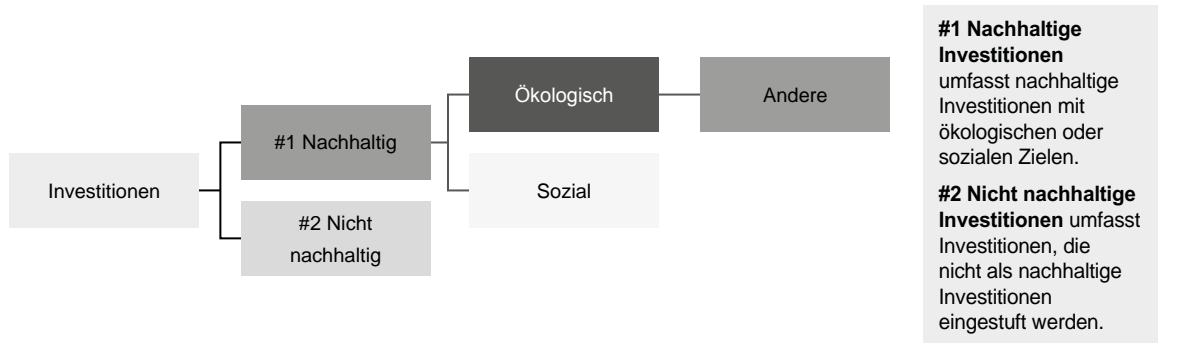 Investitionen
#1 Nachhaltig
#2 Nicht
nachhaltig
Ökologisch
Sozial
Andere
#1 Nachhaltige
Investitionen
umfasst nachhaltige
Investitionen mit
ökologischen oder
sozialen Zielen.
#2 Nicht nachhaltige
Investitionen umfasst
Investitionen, die
nicht als nachhaltige
Investitionen
eingestuft werden.